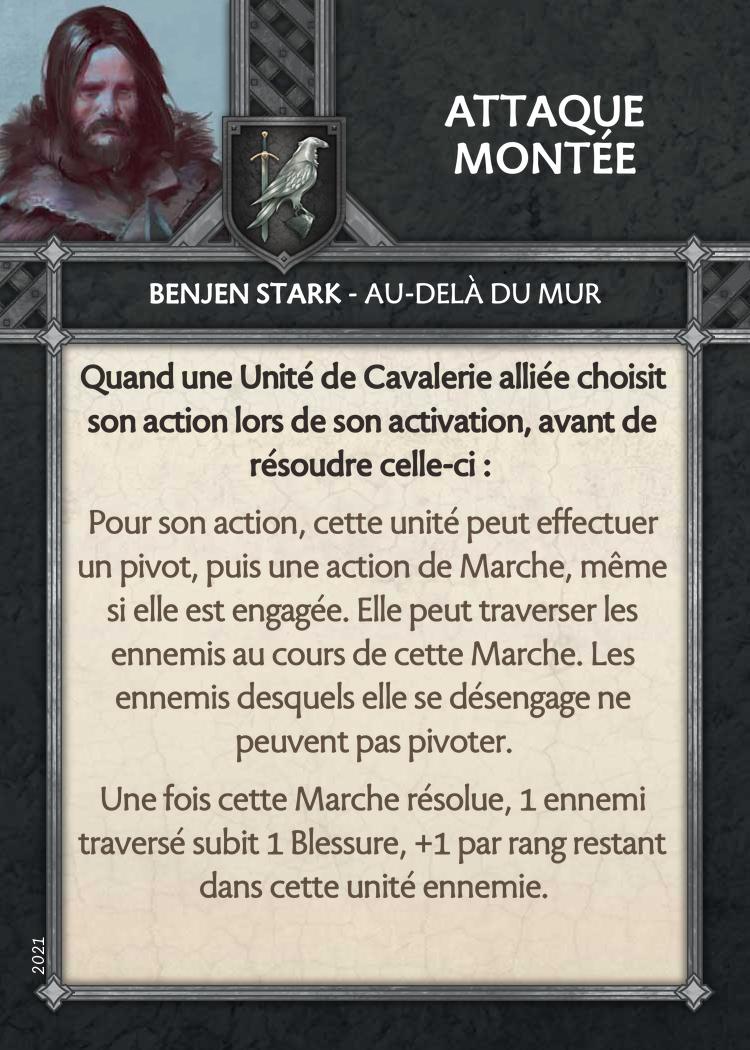 ATTAQUE
MONTÉE
BENJEN STARK - AU-DELÀ DU MUR
Quand une Unité de Cavalerie alliée choisit
son action lors de son activation, avant de
résoudre celle-ci :
Pour son action, cette unité peut effectuer
un pivot, puis une action de Marche, même
si elle est engagée. Elle peut traverser les
ennemis au cours de cette Marche. Les
ennemis desquels elle se désengage ne
peuvent pas pivoter.
Une fois cette Marche résolue, 1 ennemi
traversé subit 1 Blessure, +1 par rang restant
dans cette unité ennemie.
2021